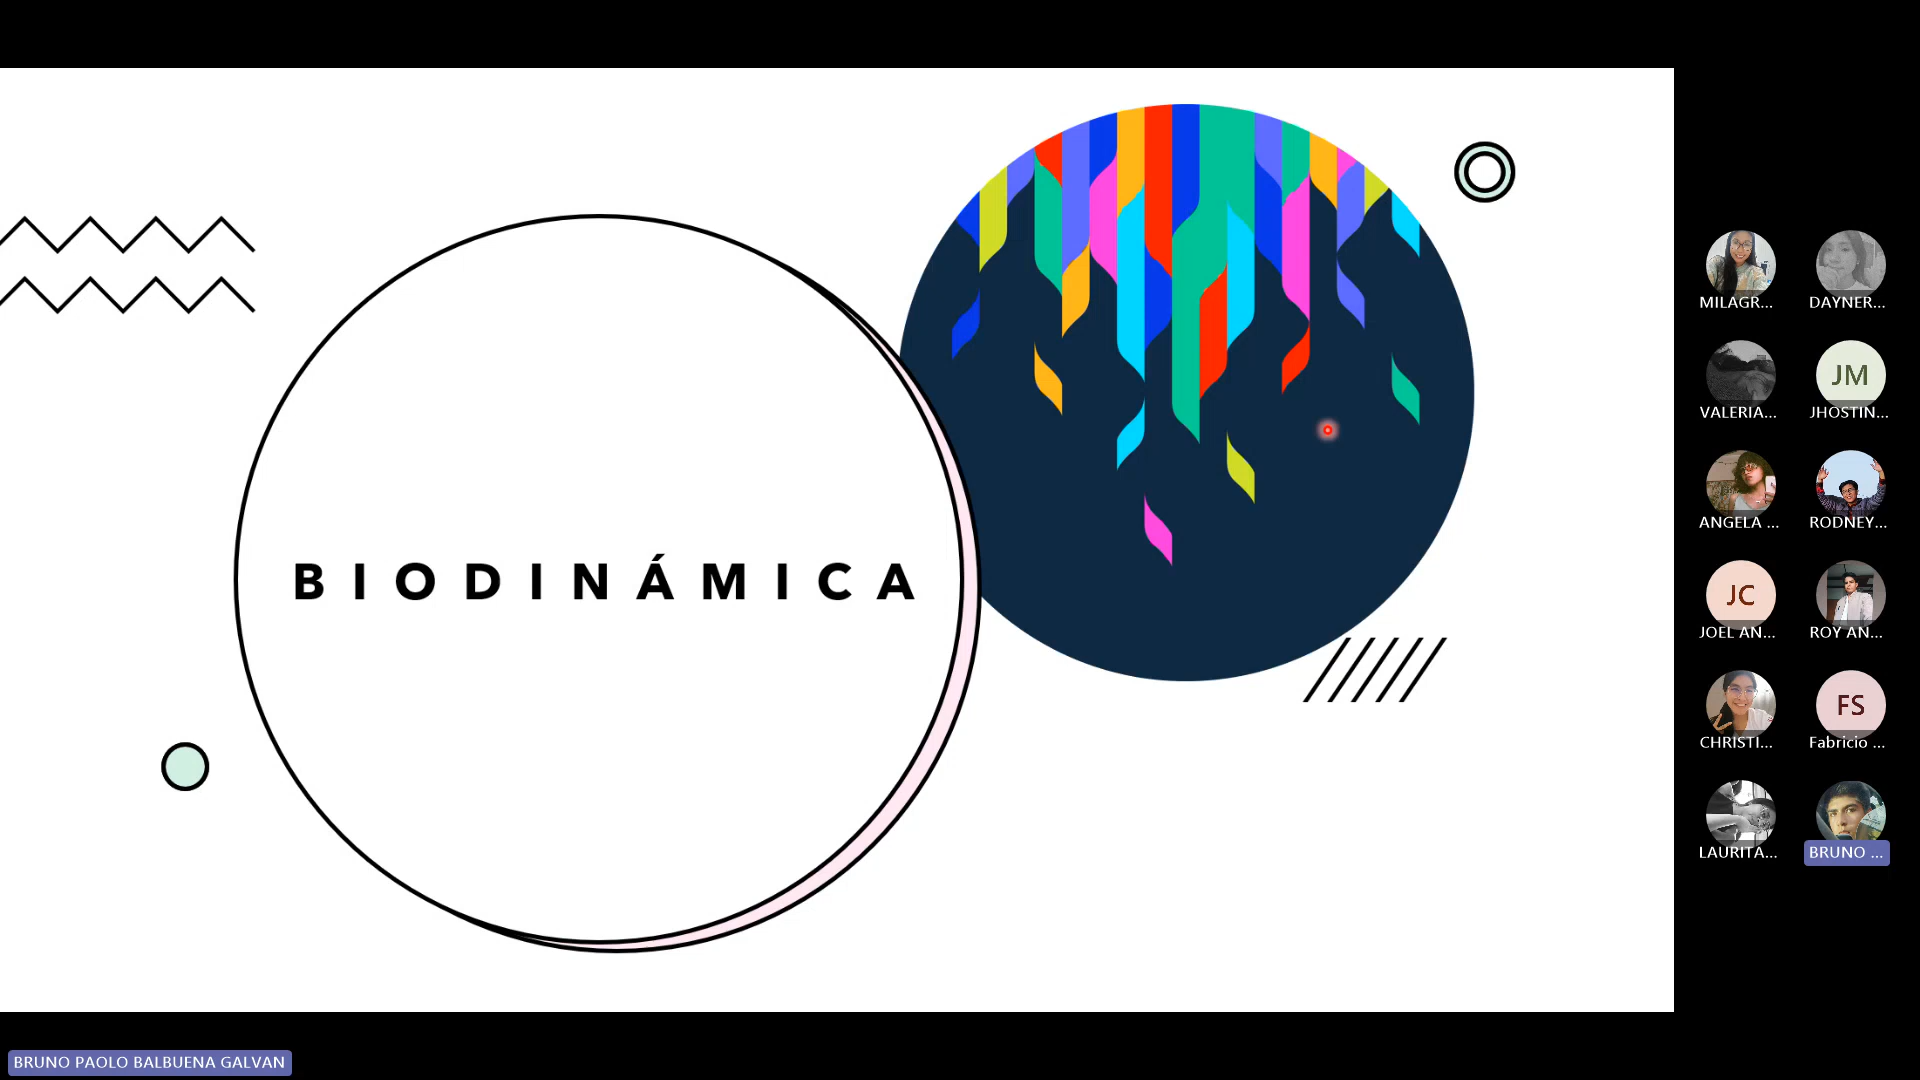 BIODINÁMICA
MILAGR...
DAYNER...
VALERIA...
JM
JHOSTIN...
ANGELA ...
RODNEY...
JC
JOEL AN...
ROY AN...
CHRISTI...
FS
Fabricio ...
LAURITA...
BRUNO ...
BRUNO PAOLO BALBUENA GALVAN